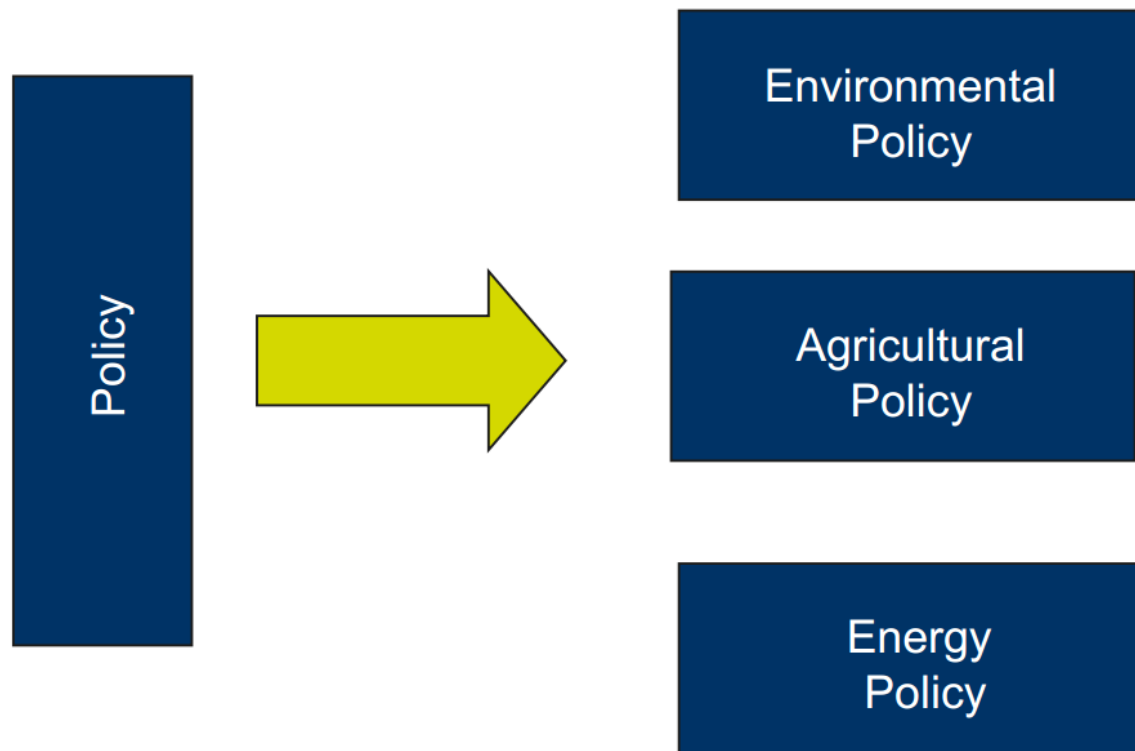 Policy
Environmental
Policy
Agricultural
Policy
Energy
Policy